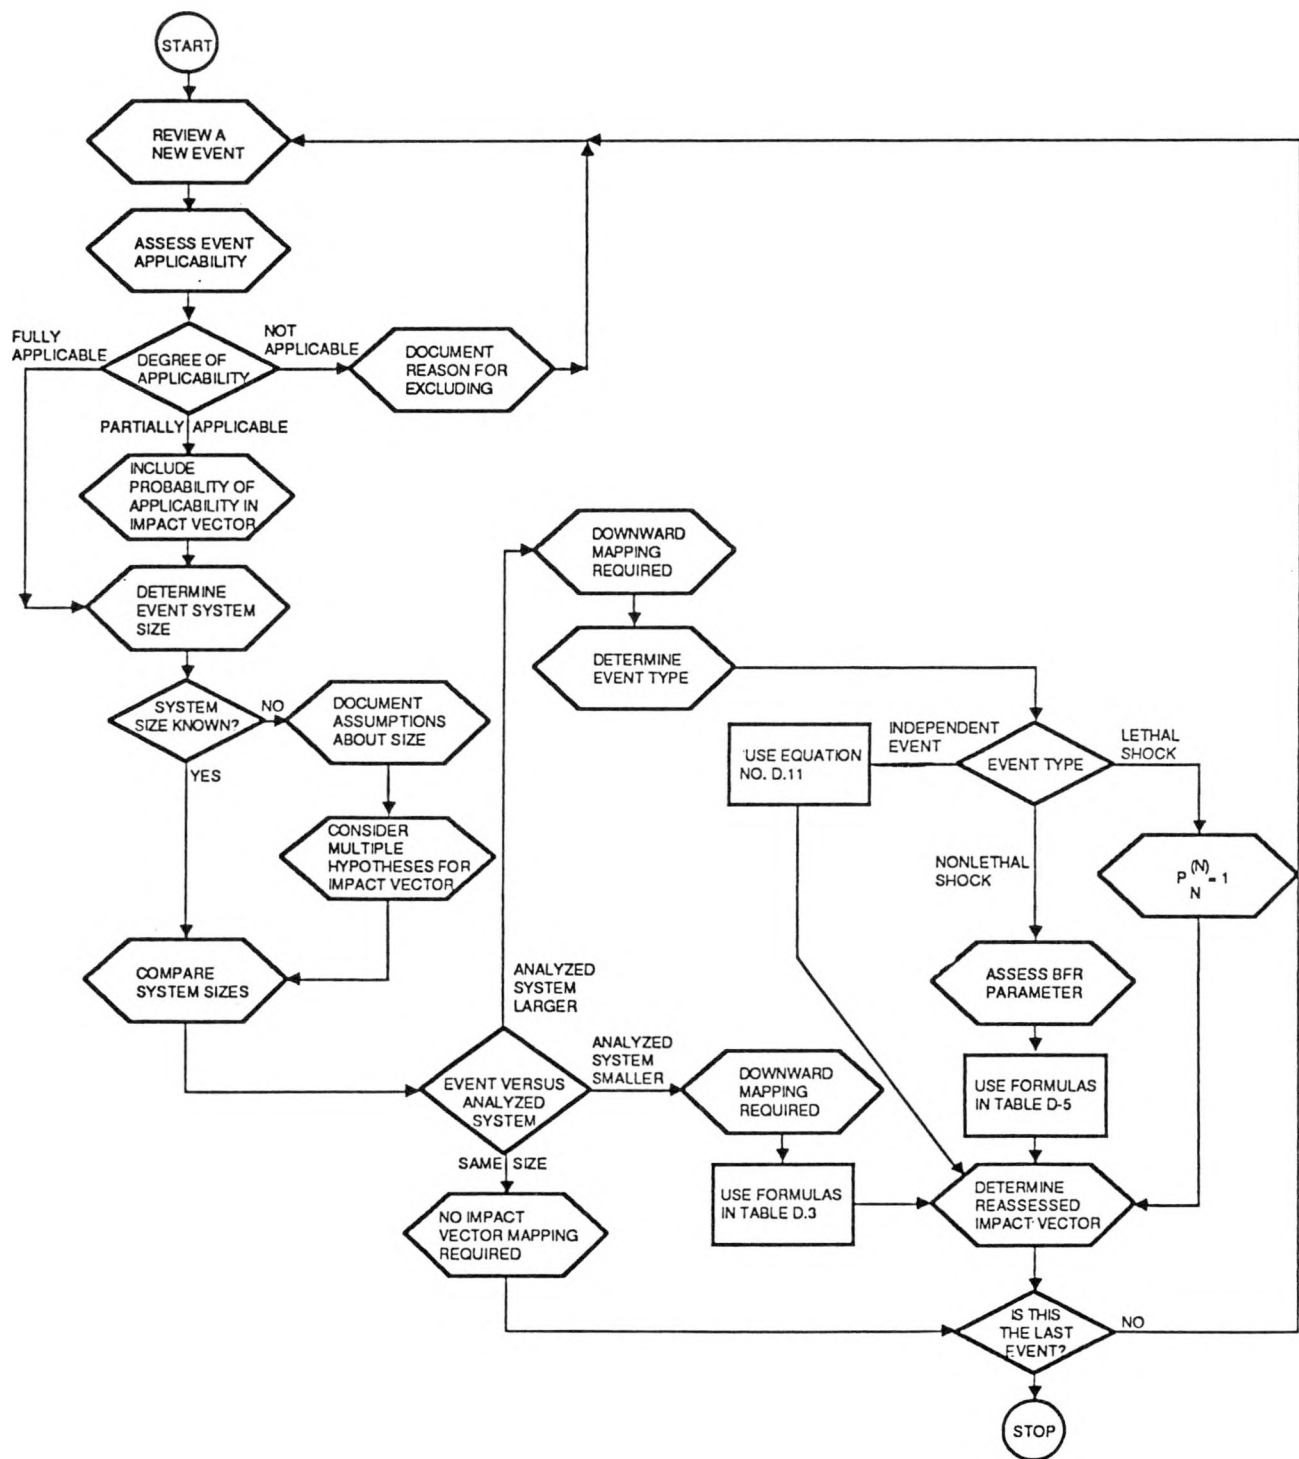 START
REVIEW A
NEW EVENT
ASSESS EVENT
APPLICABILITY
FULLY
APPLICABLE
DEGREE OF
APPLICABILITY
NOT
APPLICABLE
DOCUMENT
REASON FOR
EXCLUDING
PARTIALLY APPLICABLE
INCLUDE
PROBABILITY OF
APPLICABILITY IN
IMPACT VECTOR
DETERMINE
EVENT SYSTEM
SIZE
SYSTEM
SIZE KNOWN?
NO
DOCUMENT
ASSUMPTIONS
ABOUT SIZE
YES
CONSIDER
MULTIPLE
HYPOTHESES FOR
IMPACT VECTOR
COMPARE
SYSTEM SIZES
DOWNWARD
MAPPING
REQUIRED
DETERMINE
EVENT TYPE
INDEPENDENT
EVENT
'USE EQUATION
NO. D.11
EVENT TYPE
LETHAL
SHOCK
NONLETHAL
SHOCK
P(N)N = 1
ASSESS BFR
PARAMETER
USE FORMULAS
IN TABLE D-5
ANALYZED
SYSTEM
LARGER
EVENT VERSUS
ANALYZED
SYSTEM
ANALYZED
SYSTEM
SMALLER
DOWNWARD
MAPPING
REQUIRED
USE FORMULAS
IN TABLE D.3
SAME SIZE
NO IMPACT
VECTOR MAPPING
REQUIRED
DETERMINE
REASSESSED
IMPACT VECTOR
IS THIS
THE LAST
EVENT?
NO
STOP